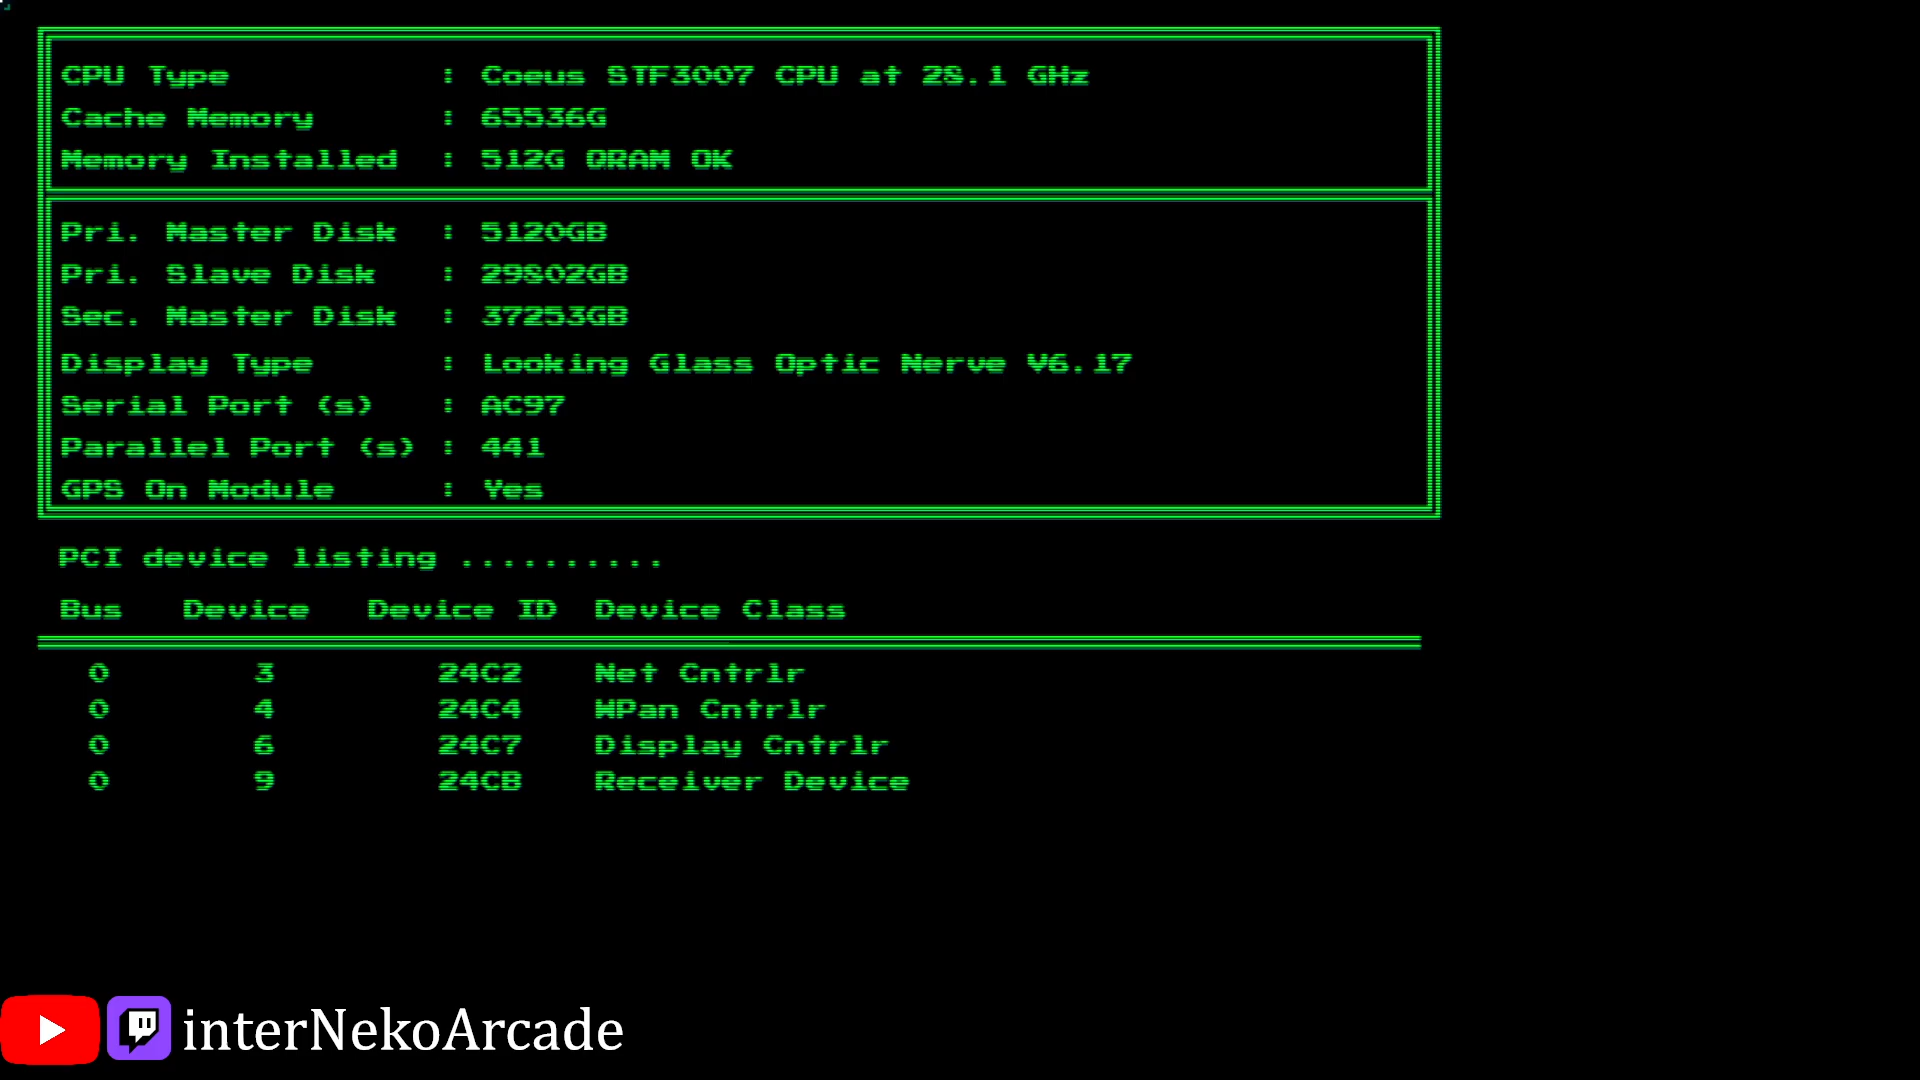 CPU Type : Coeus STF3007 CPU at 28.1 GHz
Cache Memory : 65536G
Memory Installed : 512G QRAM OK
Pri. Master Disk : 5120GB
Pri. Slave Disk : 29802GB
Sec. Master Disk : 37253GB
Display Type : Looking Glass Optic Nerve V6.17
Serial Port (s) : AC97
Parallel Port (s) : 441
GPS On Module : Yes
PCI device listing ..........
Bus Device Device ID Device Class
0 3 24C2 Net Cntrlr
0 4 24C4 WPan Cntrlr
0 6 24C7 Display Cntrlr
0 9 24CB Receiver Device
interNekoArcade